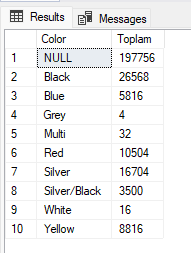 Results Messages
Color Toplam
1 NULL 197756
2 Black 26568
3 Blue 5816
4 Grey 4
5 Multi 32
6 Red 10504
7 Silver 16704
8 Silver/Black 3500
9 White 16
10 Yellow 8816